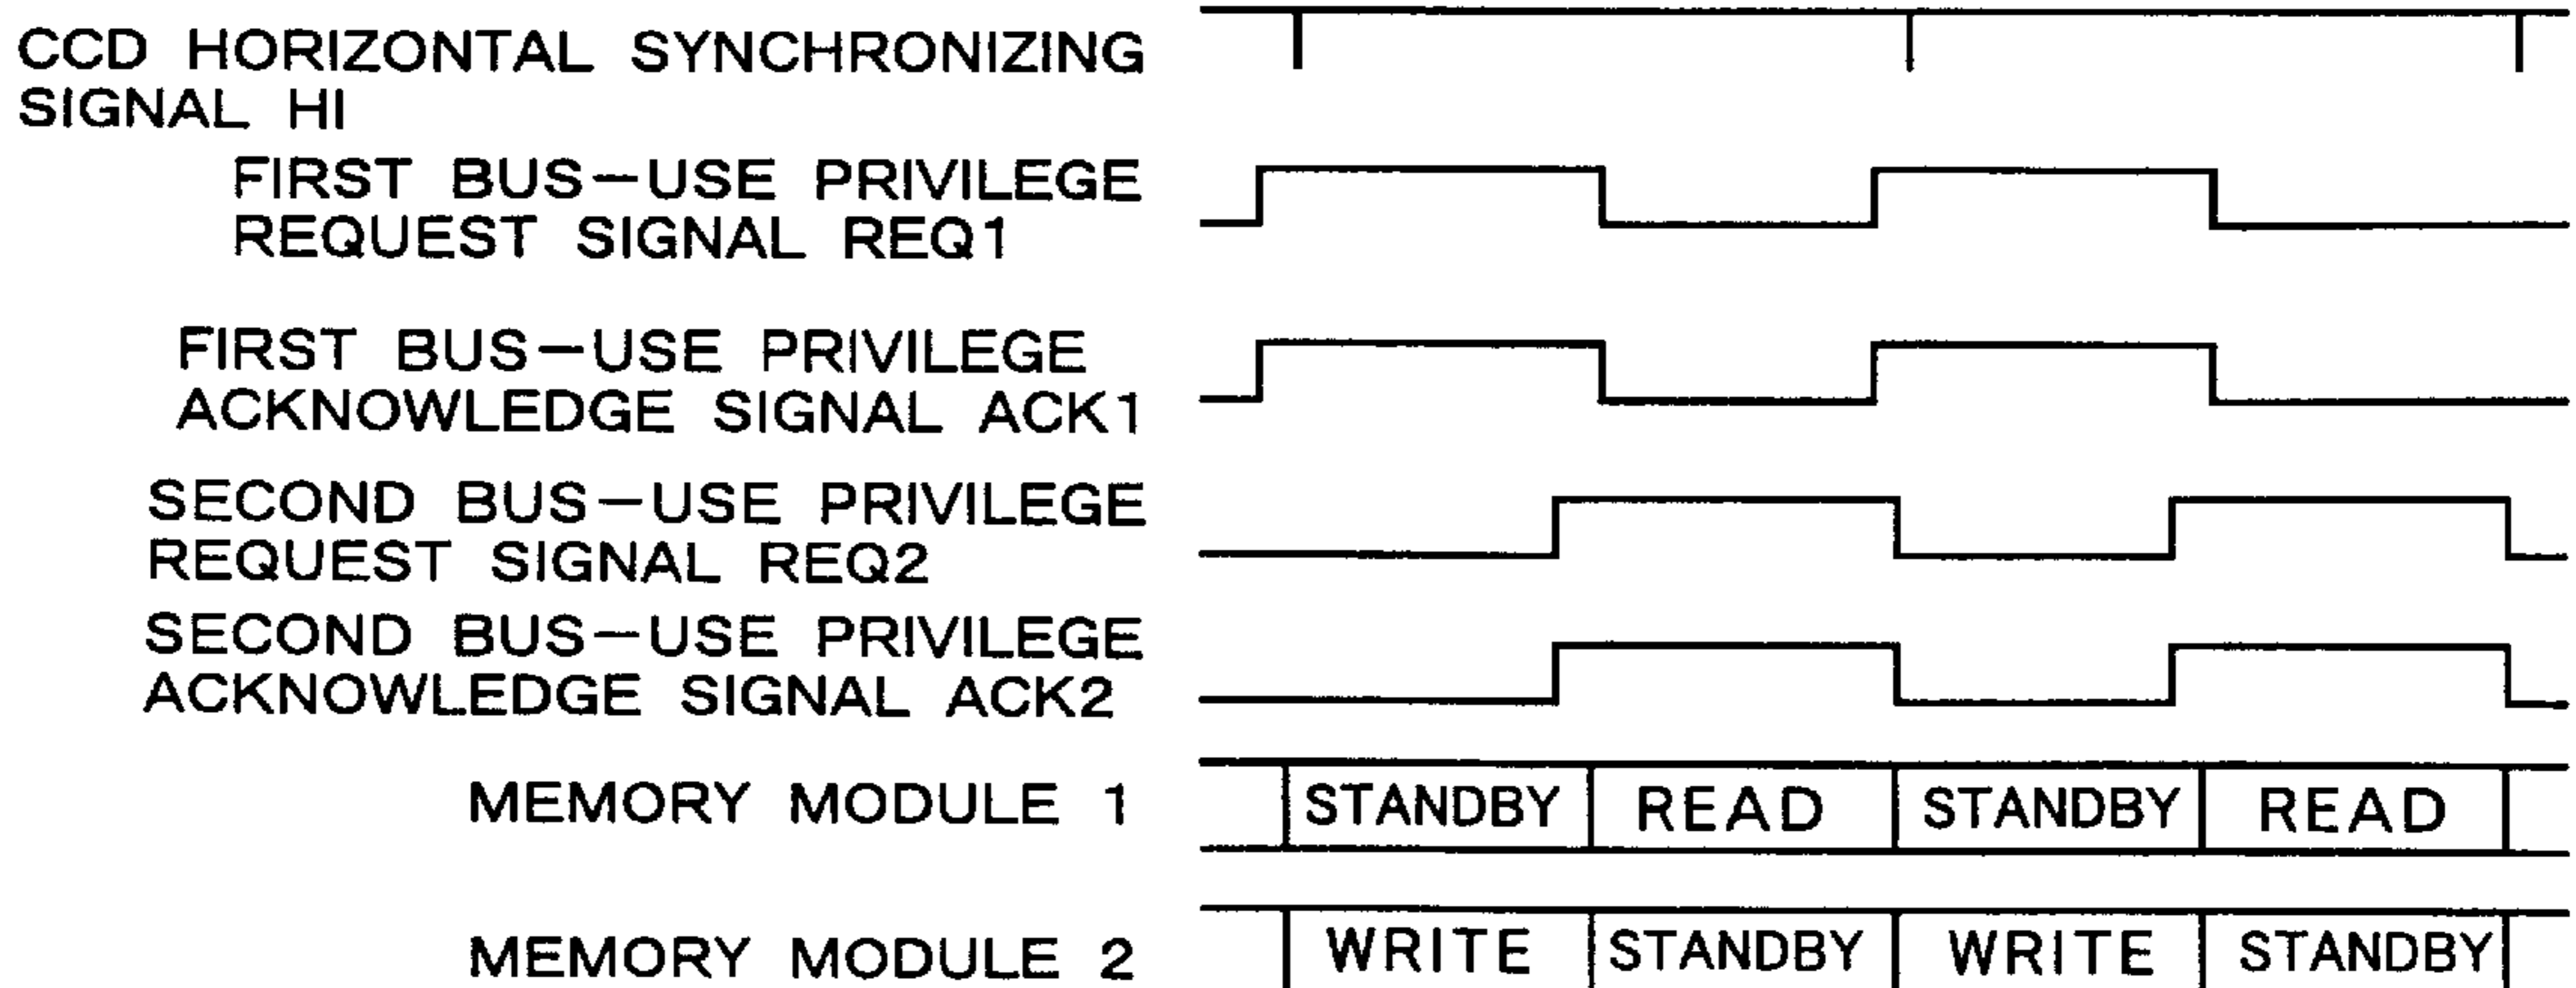 CCD HORIZONTAL SYNCHRONIZING
SIGNAL HI
FIRST BUS-USE PRIVILEGE
REQUEST SIGNAL REQ1
FIRST BUS-USE PRIVILEGE
ACKNOWLEDGE SIGNAL ACK1
SECOND BUS-USE PRIVILEGE
REQUEST SIGNAL REQ2
SECOND BUS-USE PRIVILEGE
ACKNOWLEDGE SIGNAL ACK2
MEMORY MODULE 1 STANDBY READ STANDBY READ
MEMORY MODULE 2 WRITE STANDBY WRITE STANDBY